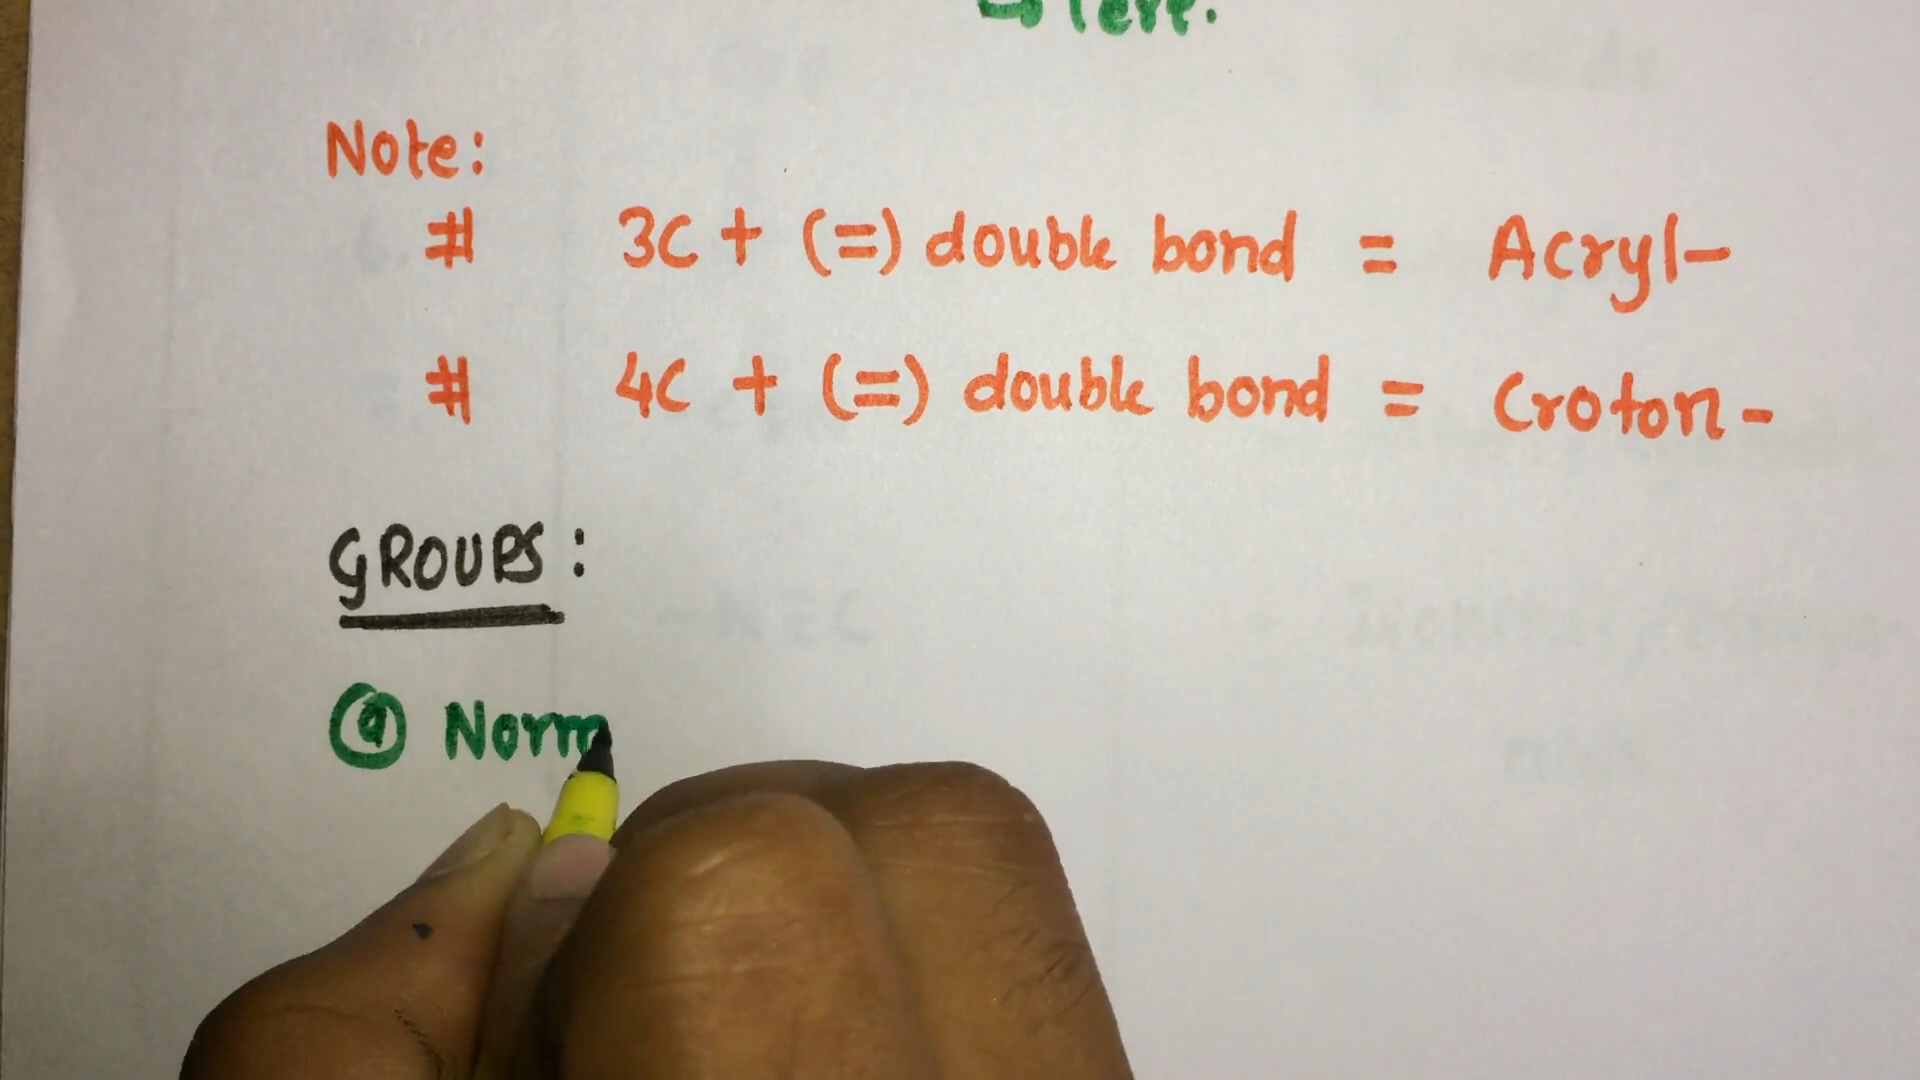 Note:
# 3C + (=) double bond = Acryl-
# 4C + (=) double bond = Croton-
GROUPS:
ⓐ Norm